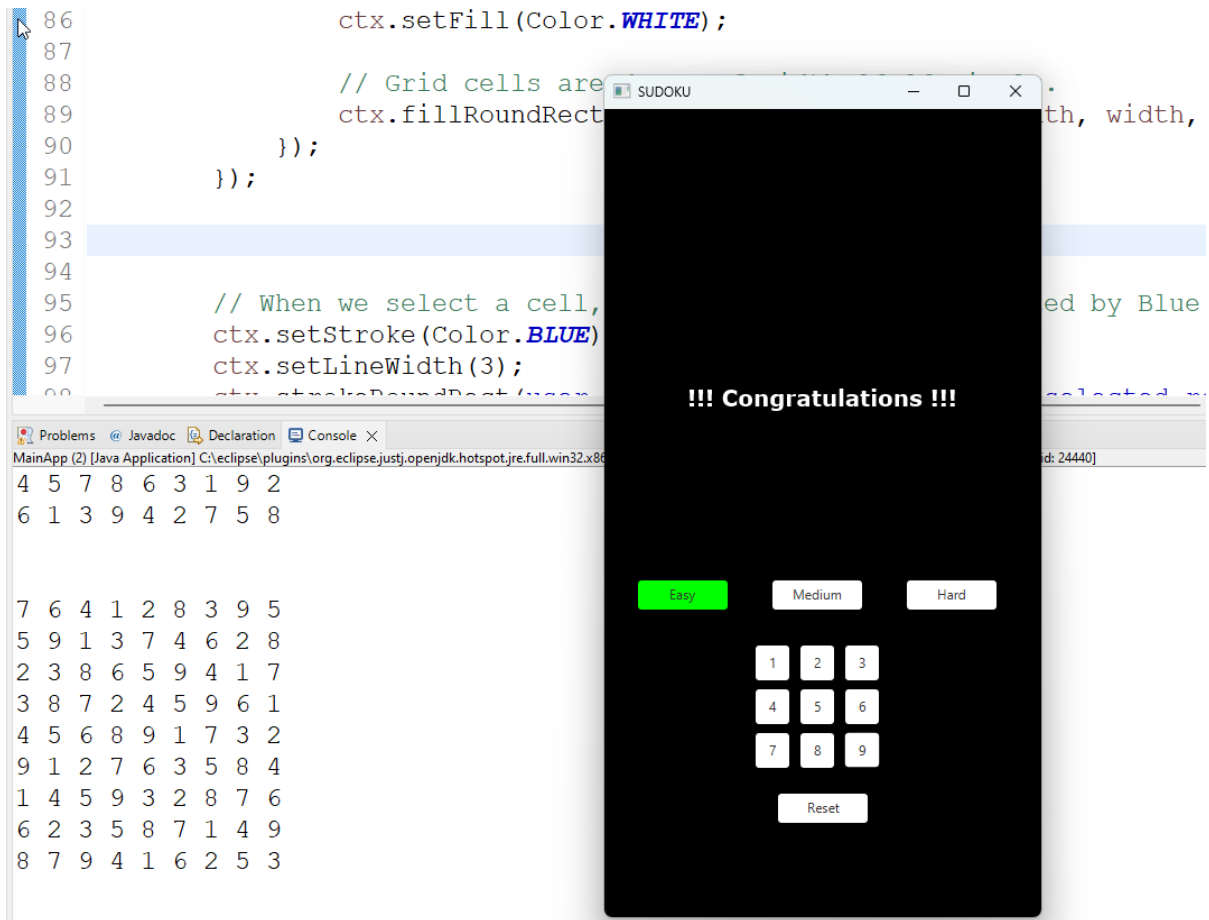 86 ctx.setFill(Color.WHITE);
87
88 // Grid cells are
89 ctx.fillRoundRect th, width,
90 });
91 });
92
93
94
95 // When we select a cell, ed by Blue
96 ctx.setStroke(Color.BLUE)
97 ctx.setLineWidth(3);
SUDOKU
!!! Congratulations !!!
Easy Medium Hard
1 2 3
4 5 6
7 8 9
Reset
Problems @ Javadoc Declaration Console
MainApp (2) [Java Application] C:\eclipse\plugins\org.eclipse.justj.openjdk.hotspot.jre.full.win32.x86 id: 24440]
4 5 7 8 6 3 1 9 2
6 1 3 9 4 2 7 5 8
7 6 4 1 2 8 3 9 5
5 9 1 3 7 4 6 2 8
2 3 8 6 5 9 4 1 7
3 8 7 2 4 5 9 6 1
4 5 6 8 9 1 7 3 2
9 1 2 7 6 3 5 8 4
1 4 5 9 3 2 8 7 6
6 2 3 5 8 7 1 4 9
8 7 9 4 1 6 2 5 3